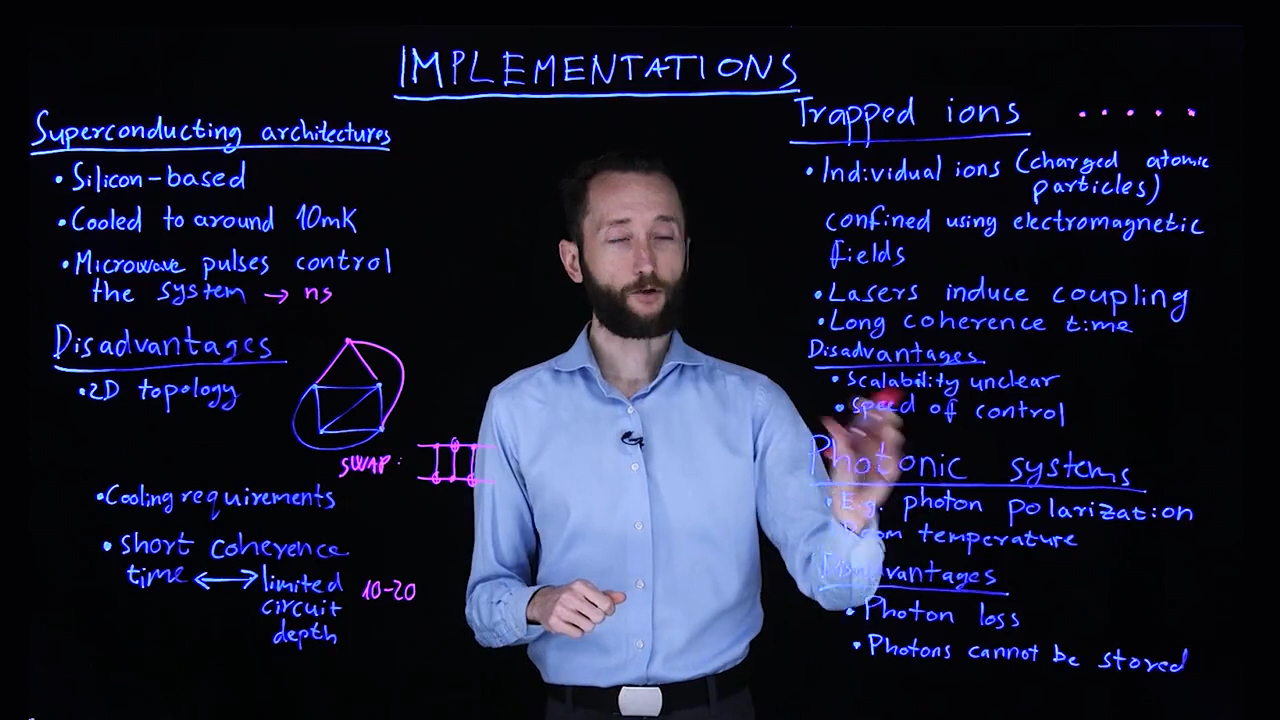 IMPLEMENTATIONS
Superconducting architectures
• Silicon-based
• Cooled to around 10mK
• Microwave pulses control
the system → ns
Disadvantages
• 2D topology
SWAP:
• Cooling requirements
• short coherence
time ↔ limited 10-20
circuit
depth
Trapped ions
• Individual ions (charged atomic
particles)
confined using electromagnetic
fields
• Lasers induce coupling
• Long coherence time
Disadvantages
• Scalability unclear
• Speed of control
Photonic systems
• E.g. photon polarization
Room temperature
Disadvantages
• Photon loss
• Photons cannot be stored